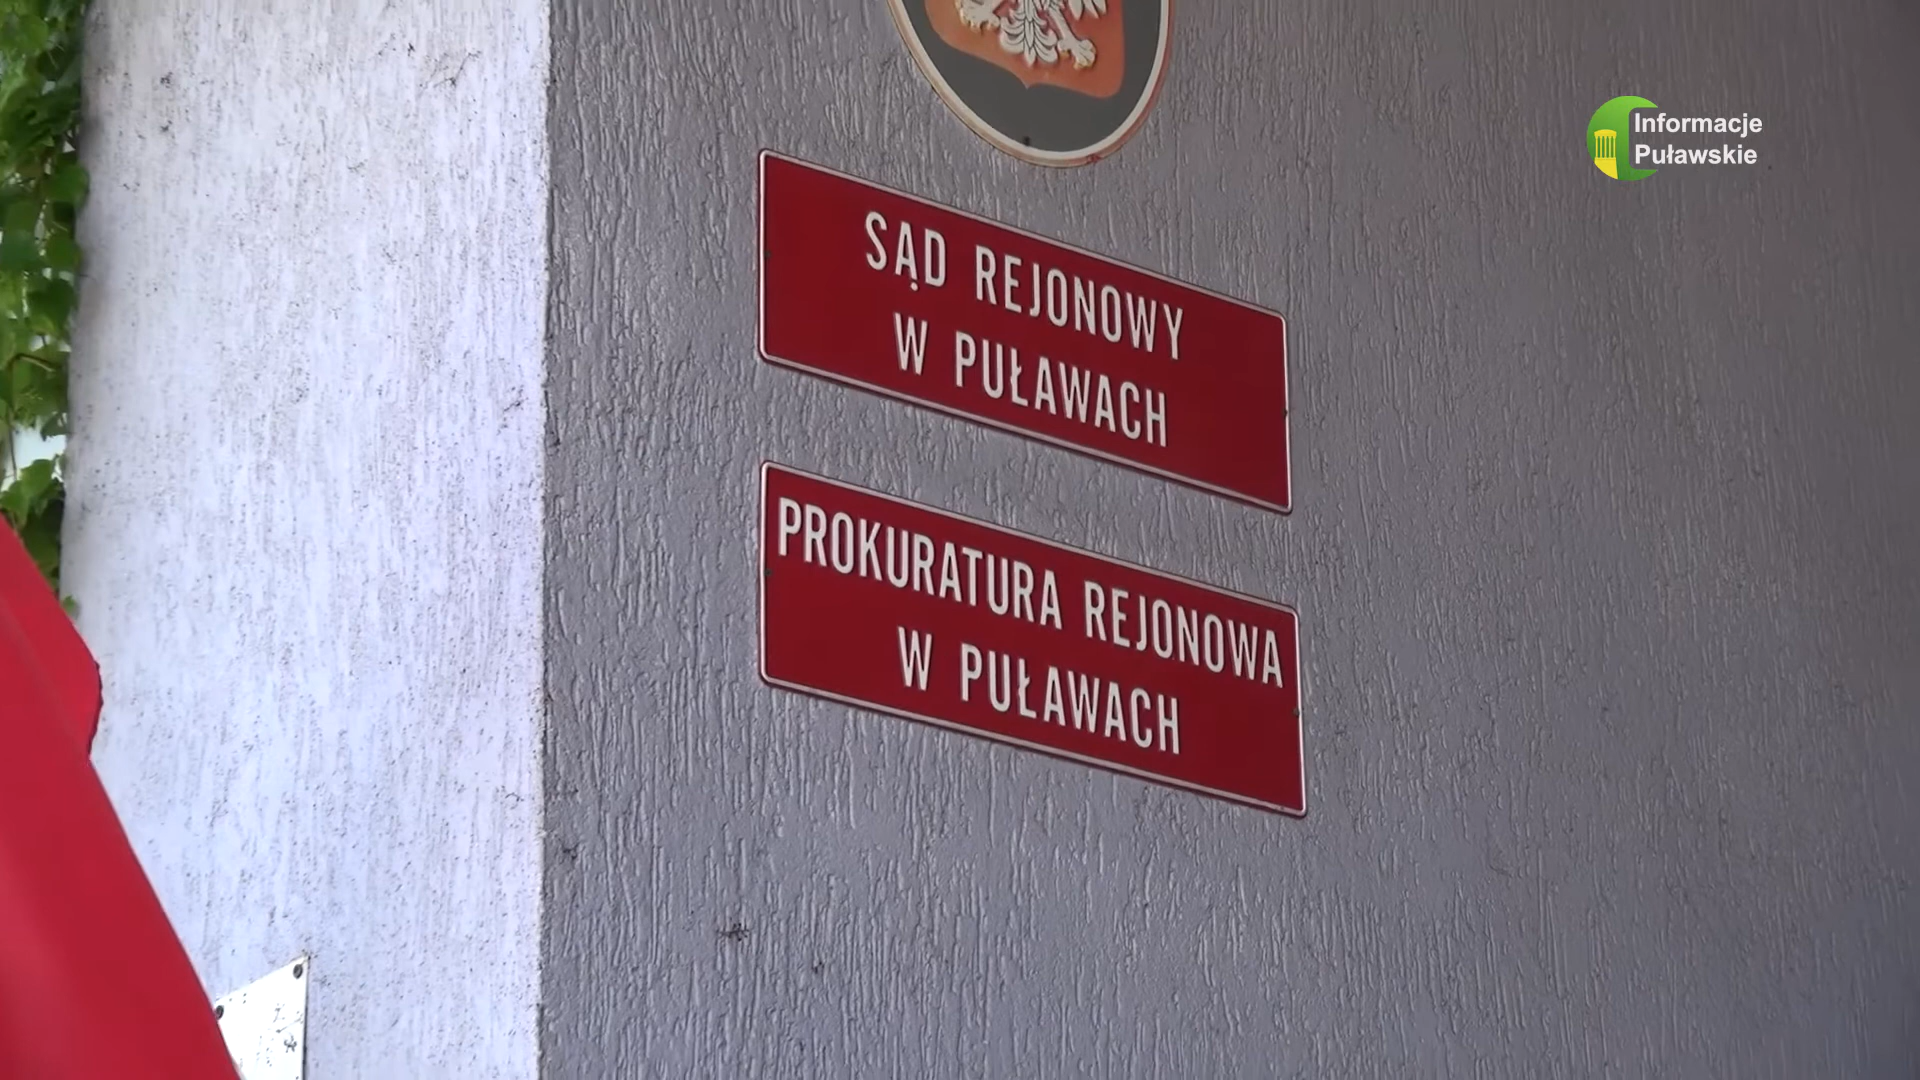 Informacje
Puławskie
SĄD REJONOWY
W PUŁAWACH
PROKURATURA REJONOWA
W PUŁAWACH